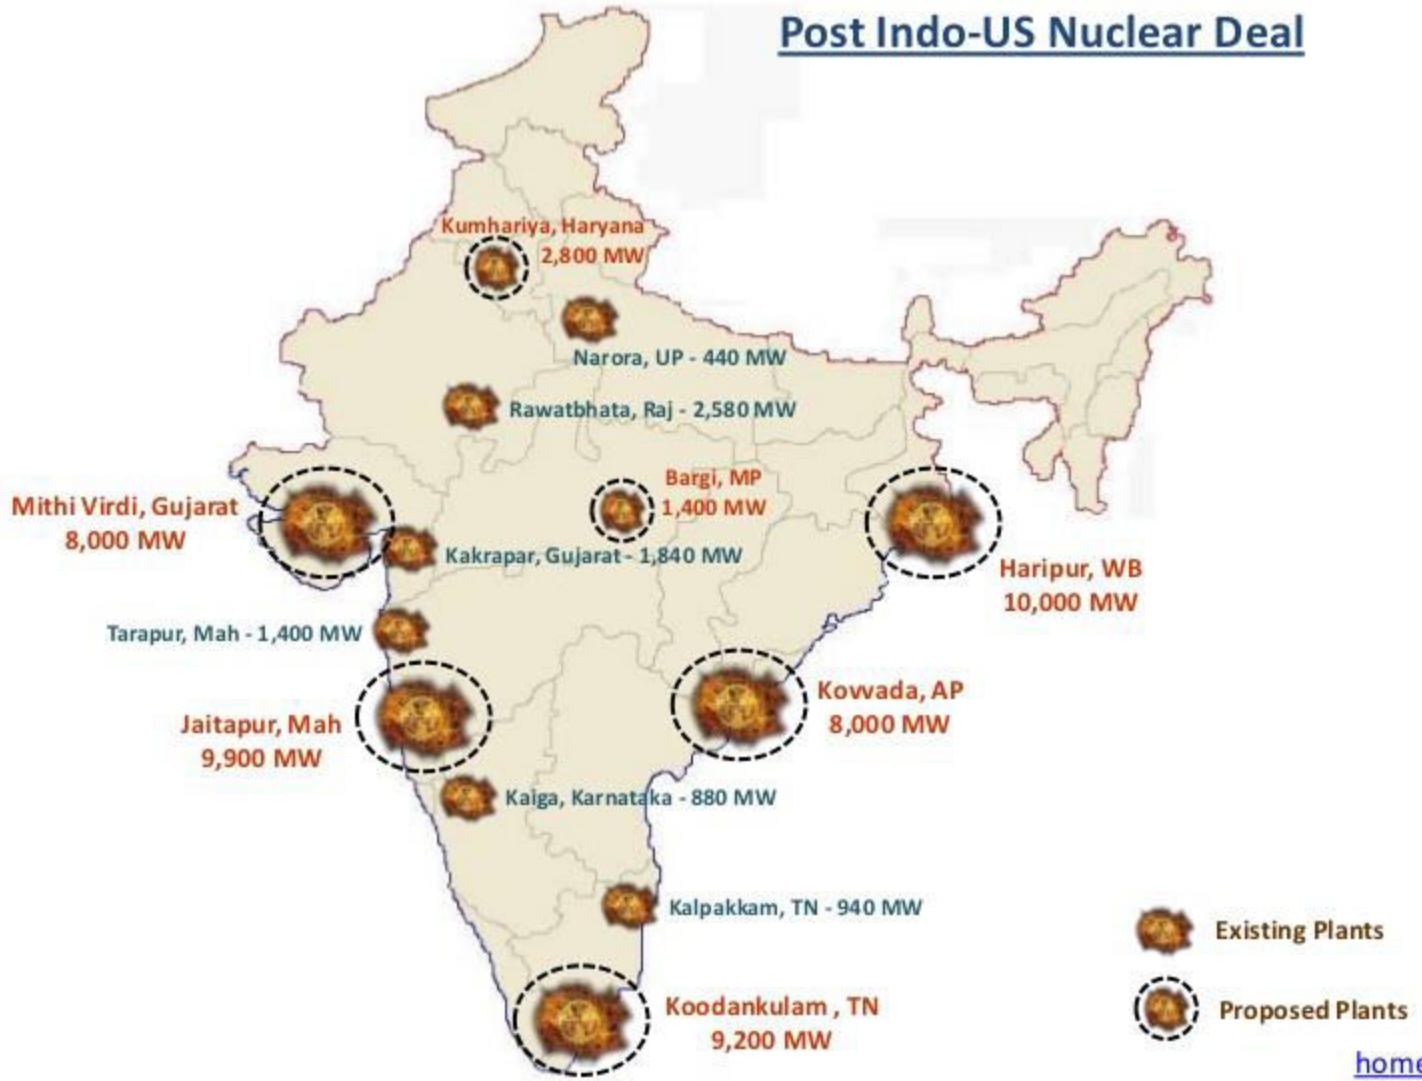 Post Indo-US Nuclear Deal
Kumhariya, Haryana
2,800 MW
Narora, UP - 440 MW
Rawatbhata, Raj - 2,580 MW
Bargi, MP
1,400 MW
Mithi Virdi, Gujarat
8,000 MW
Kakrapar, Gujarat - 1,840 MW
Haripur, WB
10,000 MW
Tarapur, Mah - 1,400 MW
Kovvada, AP
8,000 MW
Jaitapur, Mah
9,900 MW
Kaiga, Karnataka - 880 MW
Kalpakkam, TN - 940 MW
Existing Plants
Koodankulam , TN
9,200 MW
Proposed Plants
home